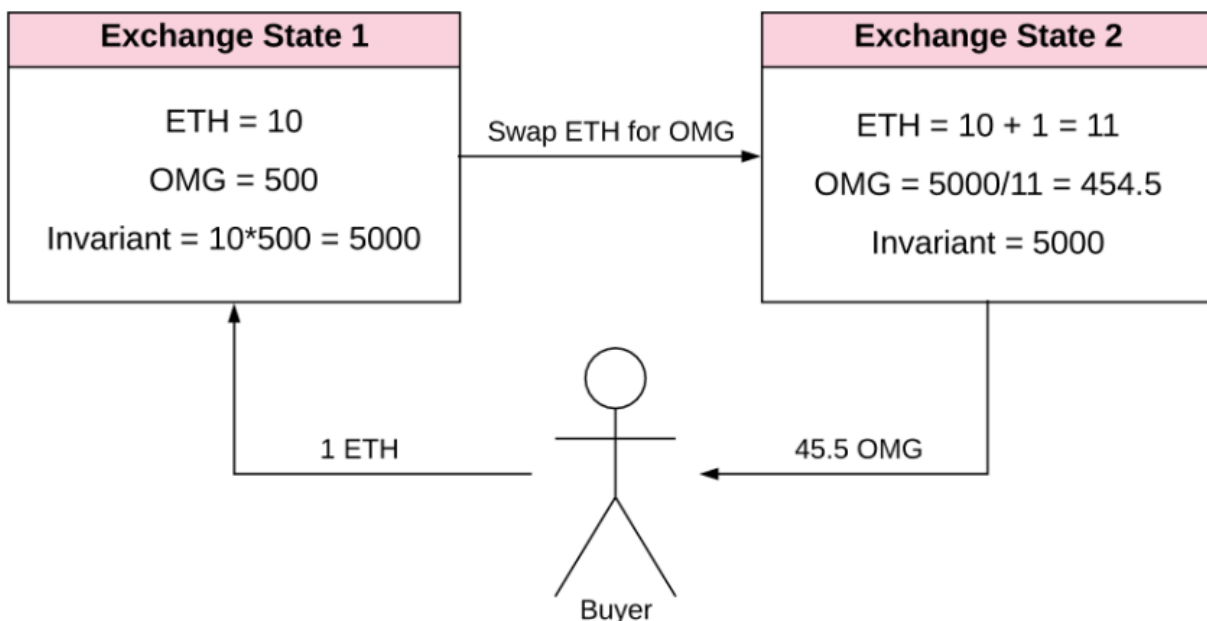 Exchange State 1
ETH = 10
OMG = 500
Invariant = 10*500 = 5000
Swap ETH for OMG
Exchange State 2
ETH = 10 + 1 = 11
OMG = 5000/11 = 454.5
Invariant = 5000
1 ETH
45.5 OMG
Buyer